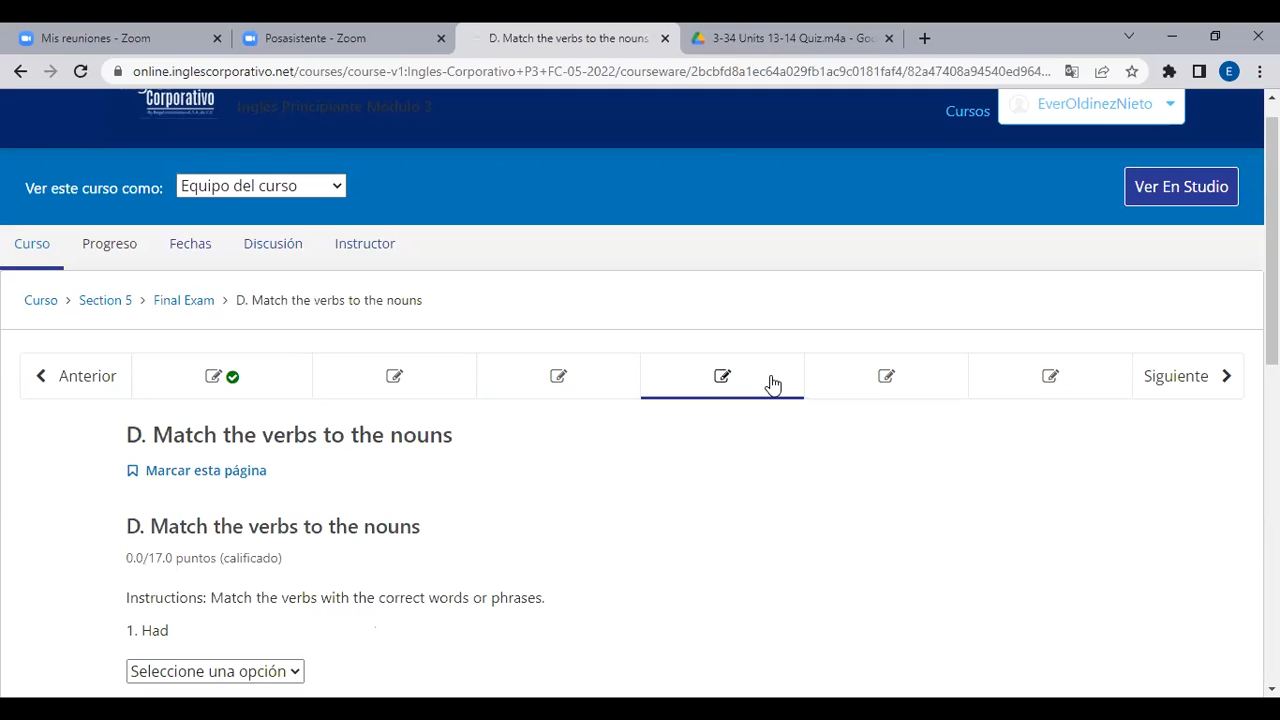 Mis reuniones - Zoom
Posasistente - Zoom
D. Match the verbs to the nouns
3-34 Units 13-14 Quiz.m4a - Goo
online.inglescorporativo.net/courses/course-v1:Ingles-Corporativo+P3+FC-05-2022/courseware/2bcbfd8a1ec64a029fb1ac9c0181faf4/82a47408a94540ed964...
E
Corporativo
Ingles Principiante Modulo 3
Cursos
EverOldinezNieto
Ver este curso como:
Equipo del curso
Ver En Studio
Curso
Progreso
Fechas
Discusión
Instructor
Curso > Section 5 > Final Exam > D. Match the verbs to the nouns
Anterior
Siguiente
D. Match the verbs to the nouns
Marcar esta página
D. Match the verbs to the nouns
0.0/17.0 puntos (calificado)
Instructions: Match the verbs with the correct words or phrases.
1. Had
Seleccione una opción